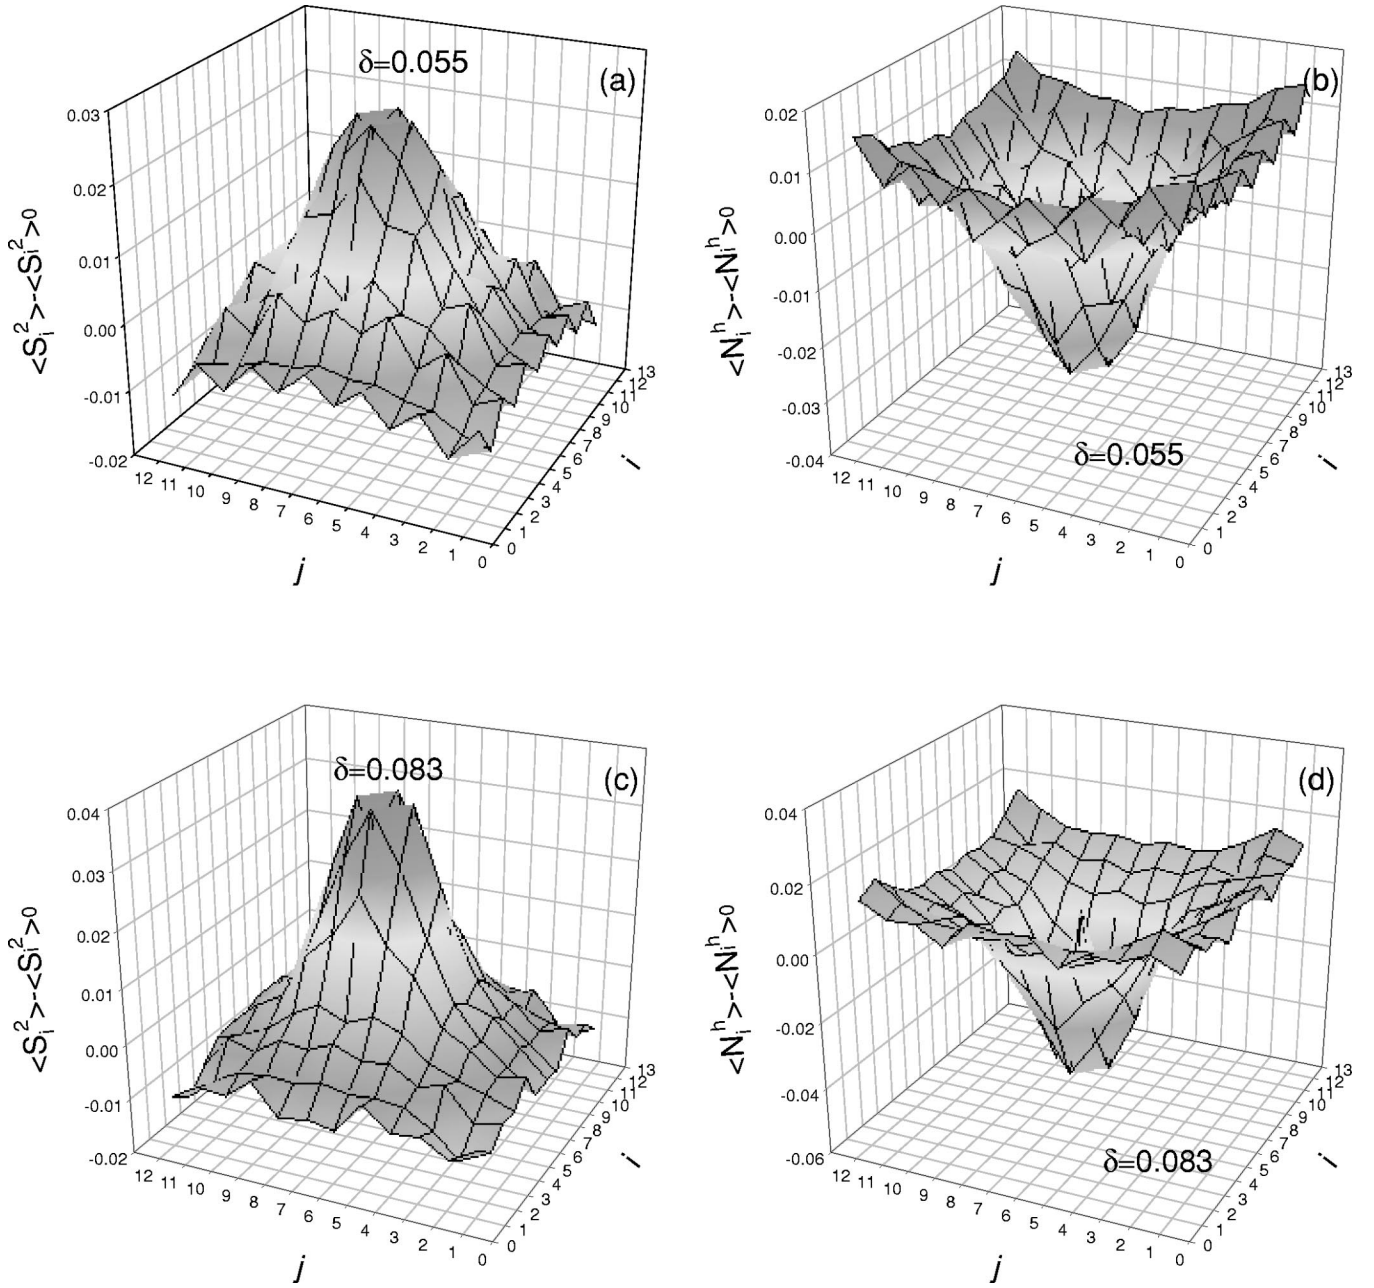 (a)
δ=0.055
<S_i^2>-<S_i^2>_0
0.03
0.02
0.01
0.00
-0.01
-0.02
12 11 10 9 8 7 6 5 4 3 2 1 0
j
0 1 2 3 4 5 6 7 8 9 10 11 12 13
i
(b)
δ=0.055
<N_i^h>-<N_i^h>_0
0.02
0.01
0.00
-0.01
-0.02
-0.03
-0.04
12 11 10 9 8 7 6 5 4 3 2 1 0
j
0 1 2 3 4 5 6 7 8 9 10 11 12 13
i
(c)
δ=0.083
<S_i^2>-<S_i^2>_0
0.04
0.03
0.02
0.01
0.00
-0.01
-0.02
12 11 10 9 8 7 6 5 4 3 2 1 0
j
0 1 2 3 4 5 6 7 8 9 10 11 12 13
i
(d)
δ=0.083
<N_i^h>-<N_i^h>_0
0.04
0.02
0.00
-0.02
-0.04
-0.06
12 11 10 9 8 7 6 5 4 3 2 1 0
j
0 1 2 3 4 5 6 7 8 9 10 11 12 13
i